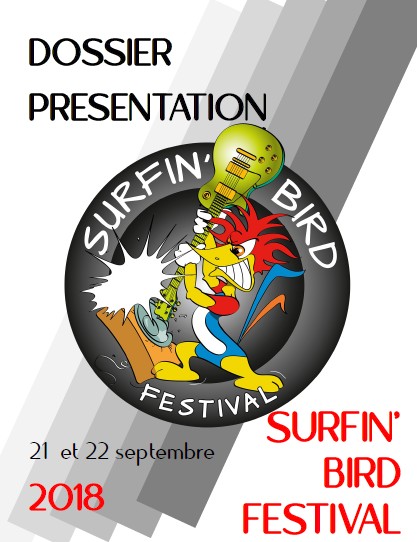 DOSSIER
PRESENTATION
SURFIN' BIRD
FESTIVAL
21 et 22 septembre
2018
SURFIN'
BIRD
FESTIVAL